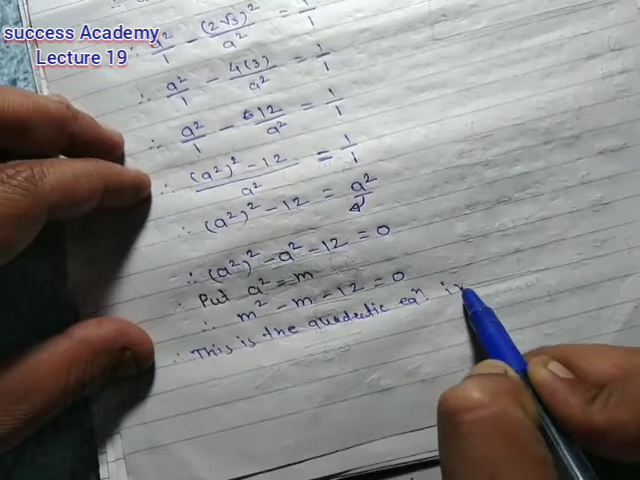 success Academy
Lecture 19
∴ a²/1 - (2√3)²/a² = 1/1
∴ a²/1 - 4(3)/a² = 1/1
∴ a²/1 - 12/a² = 1/1
∴ (a²)² - 12/a² = 1/1
∴ (a²)² - 12 = a²
∴ (a²)² - a² - 12 = 0
Put a² = m
∴ m² - m - 12 = 0
∴ This is the quadratic eqⁿ. in